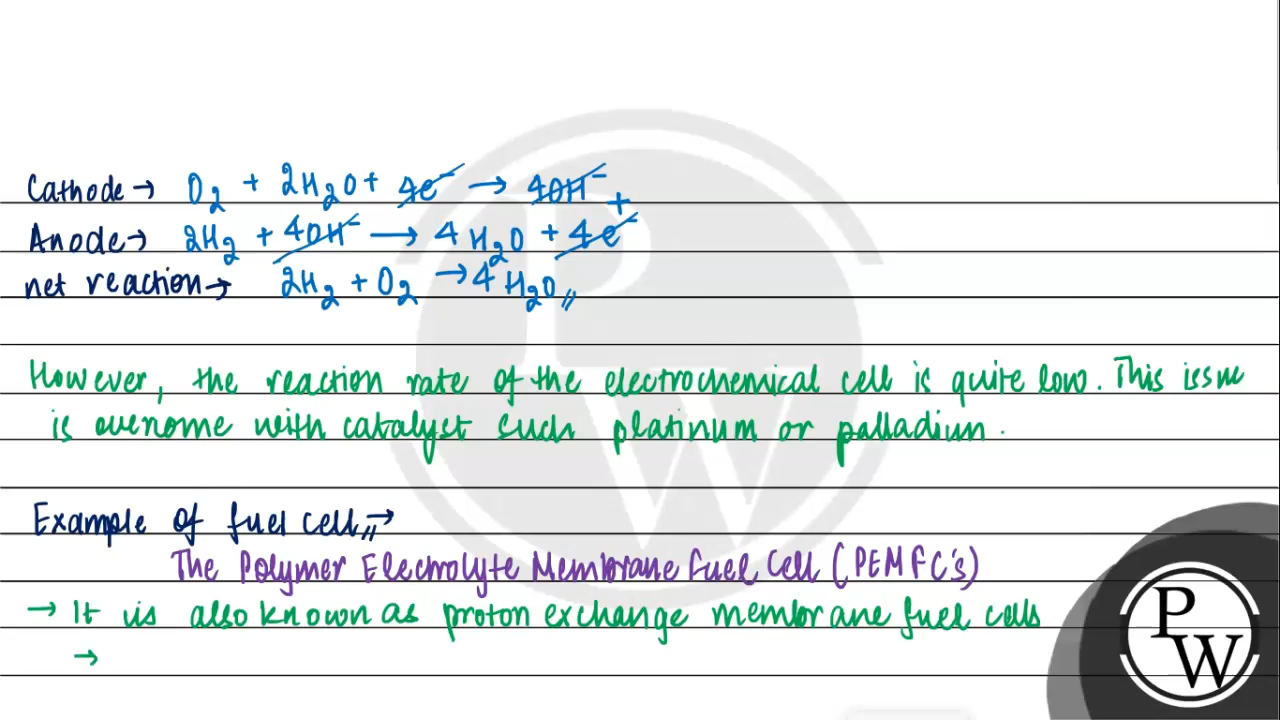 Cathode → O₂ + 2H₂O + 4e⁻ → 4OH⁻ +
Anode → 2H₂ + 4OH⁻ → 4H₂O + 4e⁻
net reaction → 2H₂ + O₂ → 4H₂O,,
However, the reaction rate of the electrochemical cell is quite low. This issue
is overcome with catalyst such platinum or palladium.
Example of fuel cell,, →
The Polymer Electrolyte Membrane Fuel Cell (PEMFC's)
→ It is also known as proton exchange membrane fuel cells
→
PW
PW